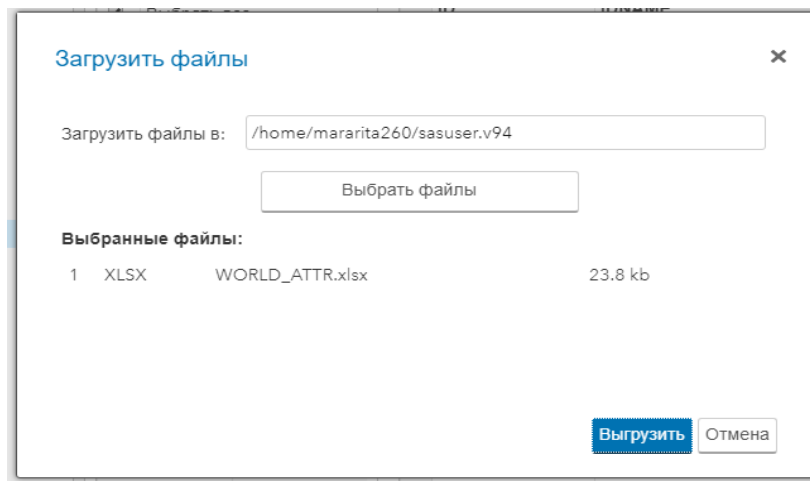 Загрузить файлы
Загрузить файлы в: /home/mararita260/sasuser.v94
Выбрать файлы
Выбранные файлы:
1 XLSX WORLD_ATTR.xlsx 23.8 kb
Выгрузить Отмена